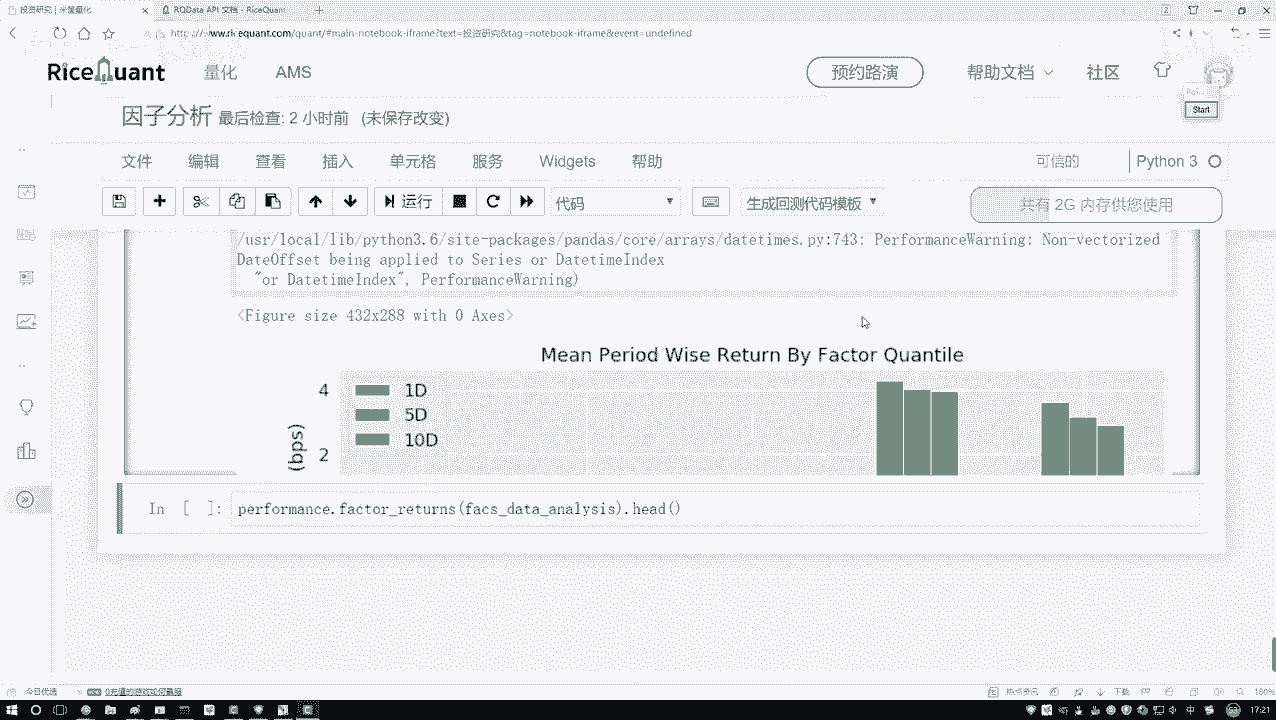 投资研究 | 米筐量化
RQData API 文档 - RiceQuant
www.ricequant.com/quant/#main-notebook-iframe?text=投资研究&tag=notebook-iframe&event=undefined
RiceQuant 量化 AMS 预约路演 帮助文档 社区
Start
因子分析 最后检查: 2 小时前 (未保存改变)
文件 编辑 查看 插入 单元格 服务 Widgets 帮助 可信的 Python 3
运行 代码 生成回测代码模板 共有 2G 内存供您使用
/usr/local/lib/python3.6/site-packages/pandas/core/arrays/datetimes.py:743: PerformanceWarning: Non-vectorized
DateOffset being applied to Series or DatetimeIndex
"or DatetimeIndex", PerformanceWarning)
<Figure size 432x288 with 0 Axes>
Mean Period Wise Return By Factor Quantile
4
1D
5D
10D
(bps)
2
In [ ]: performance.factor_returns(facs_data_analysis).head()
今日优选
热点资讯 下载 160%
中 17:21